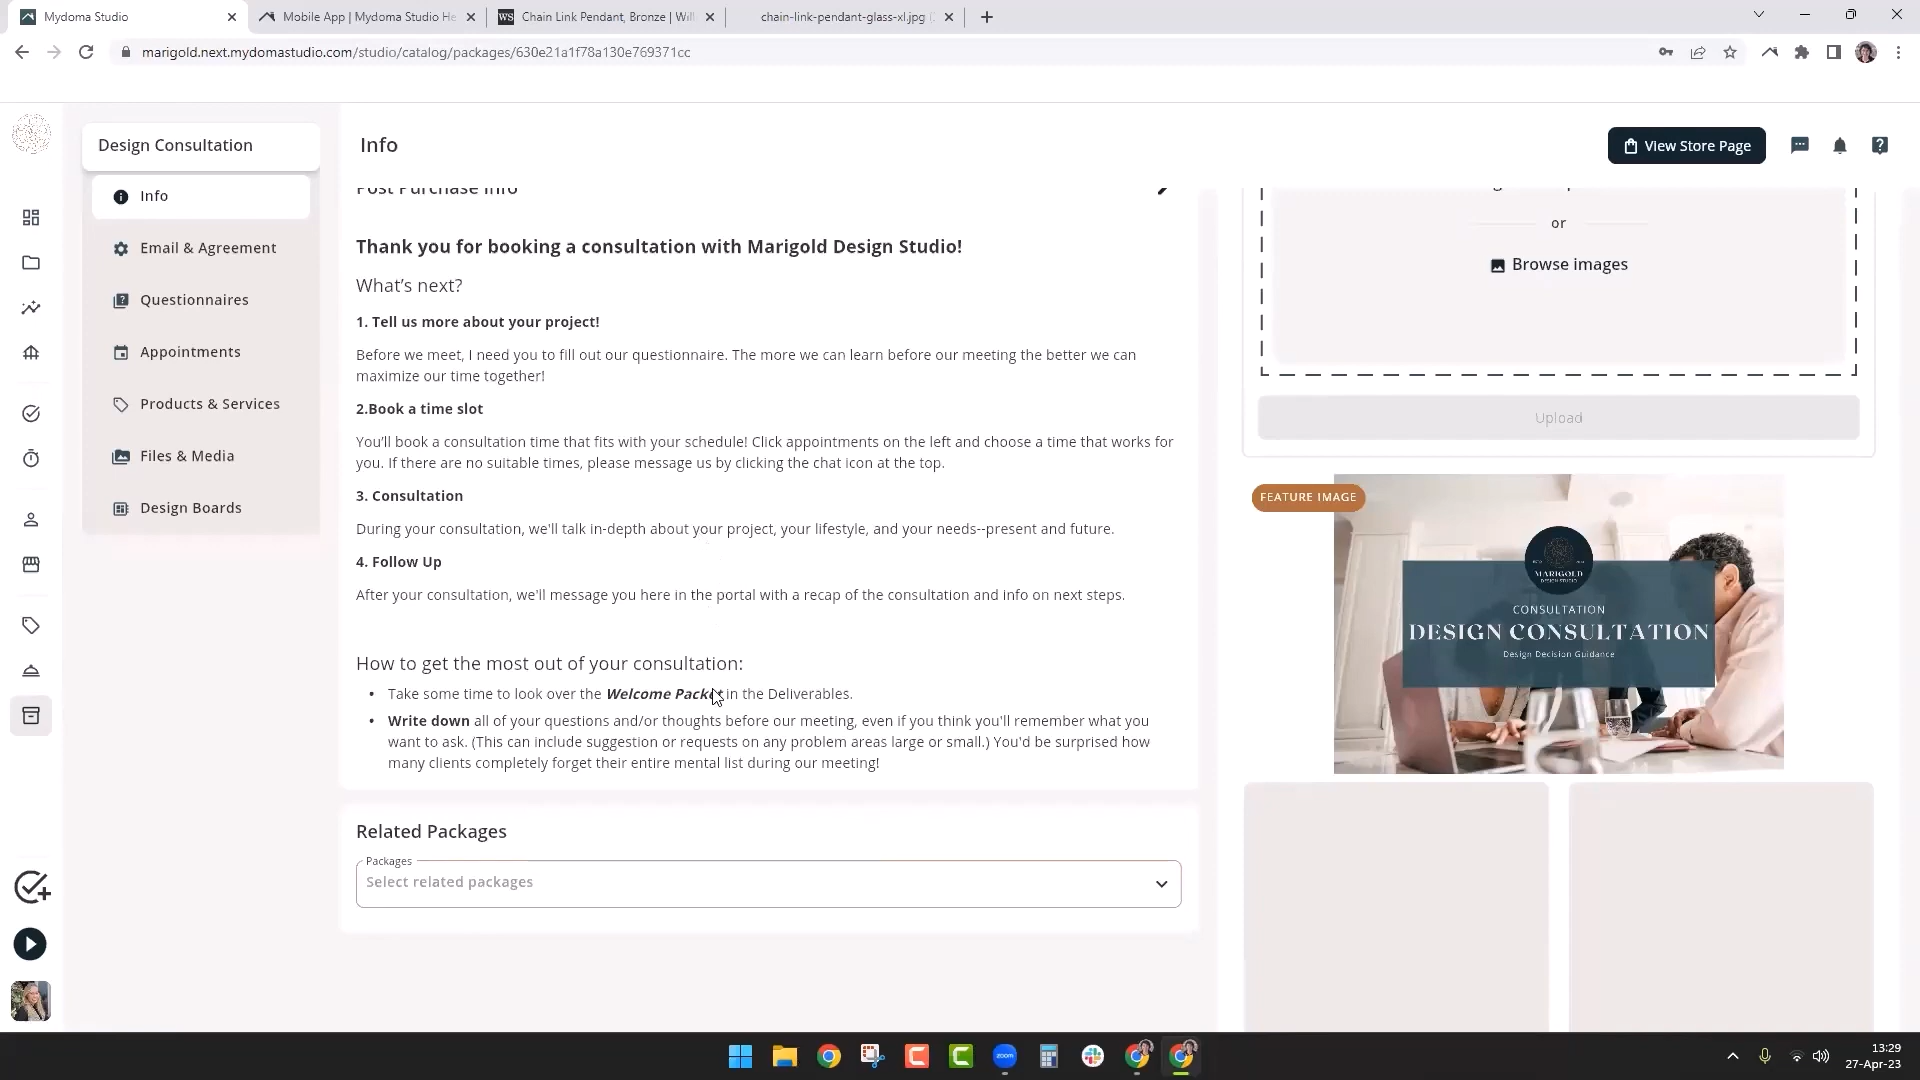 Mydoma Studio
Mobile App | Mydoma Studio He
WS
Chain Link Pendant, Bronze | Will
chain-link-pendant-glass-xl.jpg
marigold.next.mydomastudio.com/studio/catalog/packages/630e21a1f78a130e769371cc
Design Consultation
Info
View Store Page
Info
Email & Agreement
Questionnaires
Appointments
Products & Services
Files & Media
Design Boards
Post Purchase Info
Thank you for booking a consultation with Marigold Design Studio!
What's next?
1. Tell us more about your project!
Before we meet, I need you to fill out our questionnaire. The more we can learn before our meeting the better we can
maximize our time together!
2.Book a time slot
You'll book a consultation time that fits with your schedule! Click appointments on the left and choose a time that works for
you. If there are no suitable times, please message us by clicking the chat icon at the top.
3. Consultation
During your consultation, we'll talk in-depth about your project, your lifestyle, and your needs--present and future.
4. Follow Up
After your consultation, we'll message you here in the portal with a recap of the consultation and info on next steps.
How to get the most out of your consultation:
• Take some time to look over the Welcome Packet in the Deliverables.
• Write down all of your questions and/or thoughts before our meeting, even if you think you'll remember what you
want to ask. (This can include suggestion or requests on any problem areas large or small.) You'd be surprised how
many clients completely forget their entire mental list during our meeting!
Related Packages
Packages
Select related packages
or
Browse images
Upload
FEATURE IMAGE
MARIGOLD
DESIGN STUDIO
CONSULTATION
DESIGN CONSULTATION
Design Decision Guidance
zoom
13:29
27-Apr-23